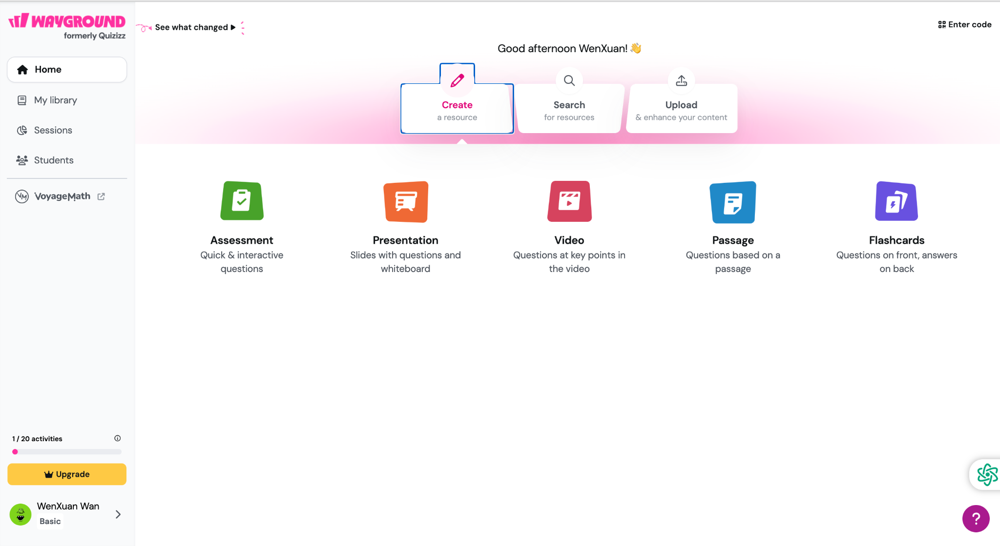 WAYGROUND
formerly Quizizz
See what changed
Enter code
Good afternoon WenXuan! 👋
Home
My library
Sessions
Students
VM VoyageMath
Create
a resource
Search
for resources
Upload
& enhance your content
Assessment
Quick & interactive
questions
Presentation
Slides with questions and
whiteboard
Video
Questions at key points in
the video
Passage
Questions based on a
passage
Flashcards
Questions on front, answers
on back
1 / 20 activities
Upgrade
WenXuan Wan
Basic
?